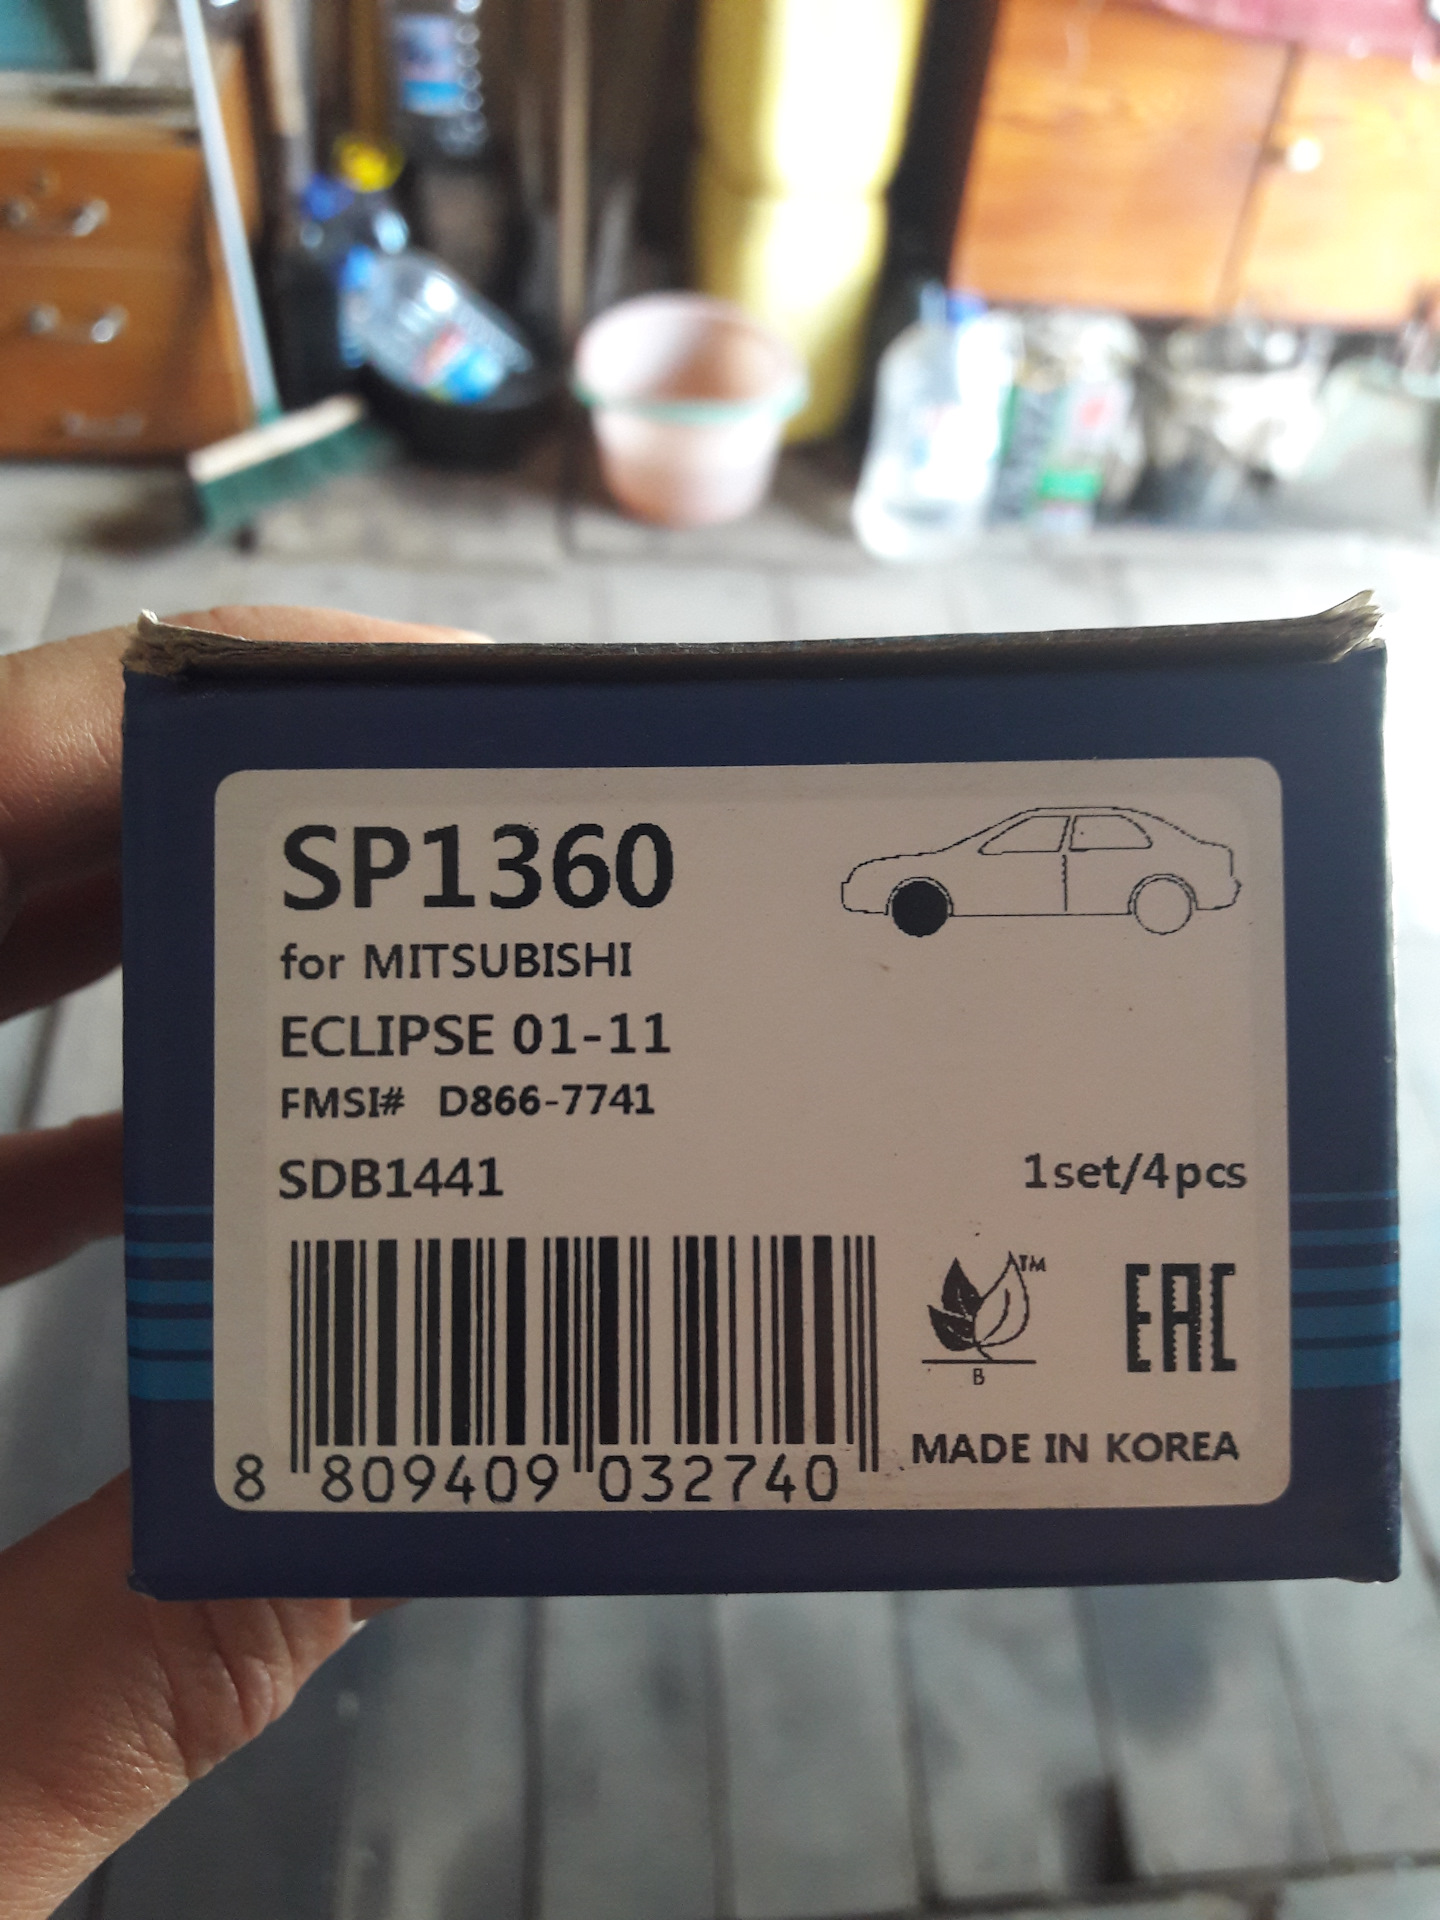 SP1360
for MITSUBISHI
ECLIPSE 01-11
FMSI# D866-7741
SDB1441
1set/4pcs
TM
B
EAC
MADE IN KOREA
8 809409 032740